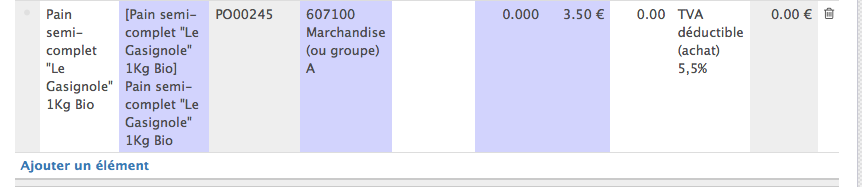 Pain semi-complet "Le Gasignole" 1Kg Bio
[Pain semi-complet "Le Gasignole" 1Kg Bio] Pain semi-complet "Le Gasignole" 1Kg Bio
PO00245
607100 Marchandise (ou groupe) A
0.000
3.50 €
0.00
TVA déductible (achat) 5,5%
0.00 €
Ajouter un élément